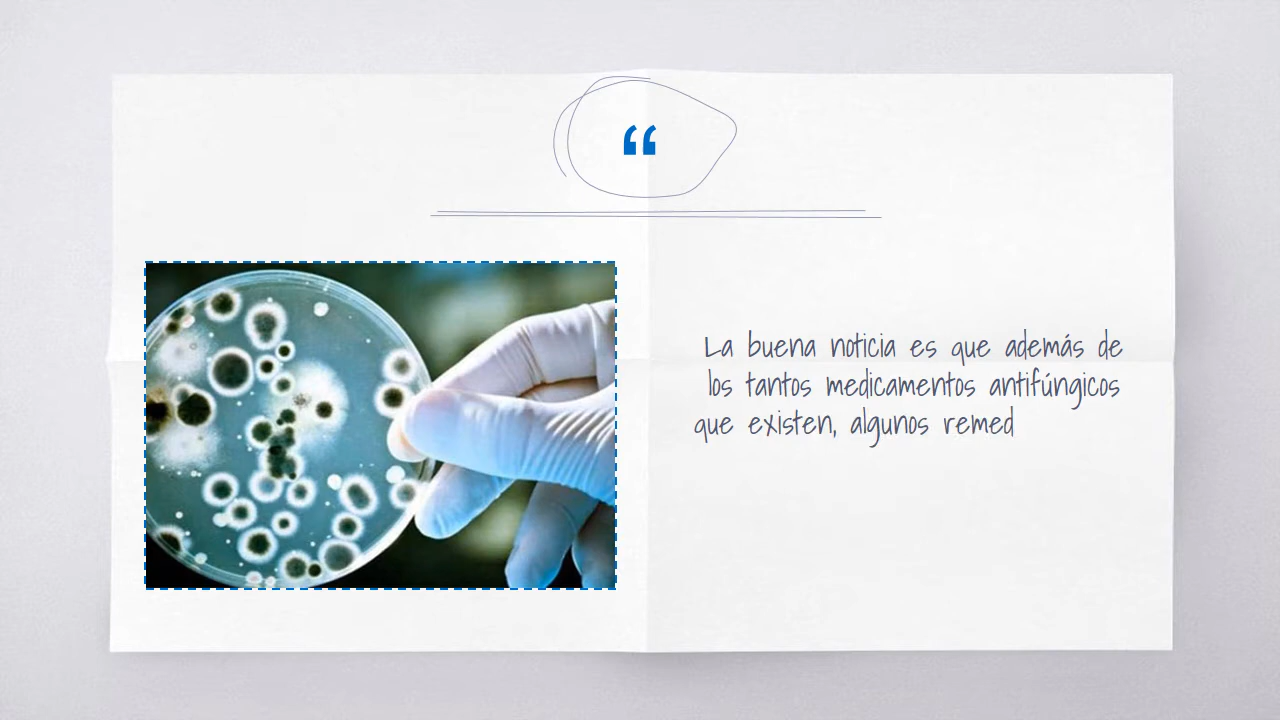 “
La buena noticia es que además de
los tantos medicamentos antifúngicos
que existen, algunos remed